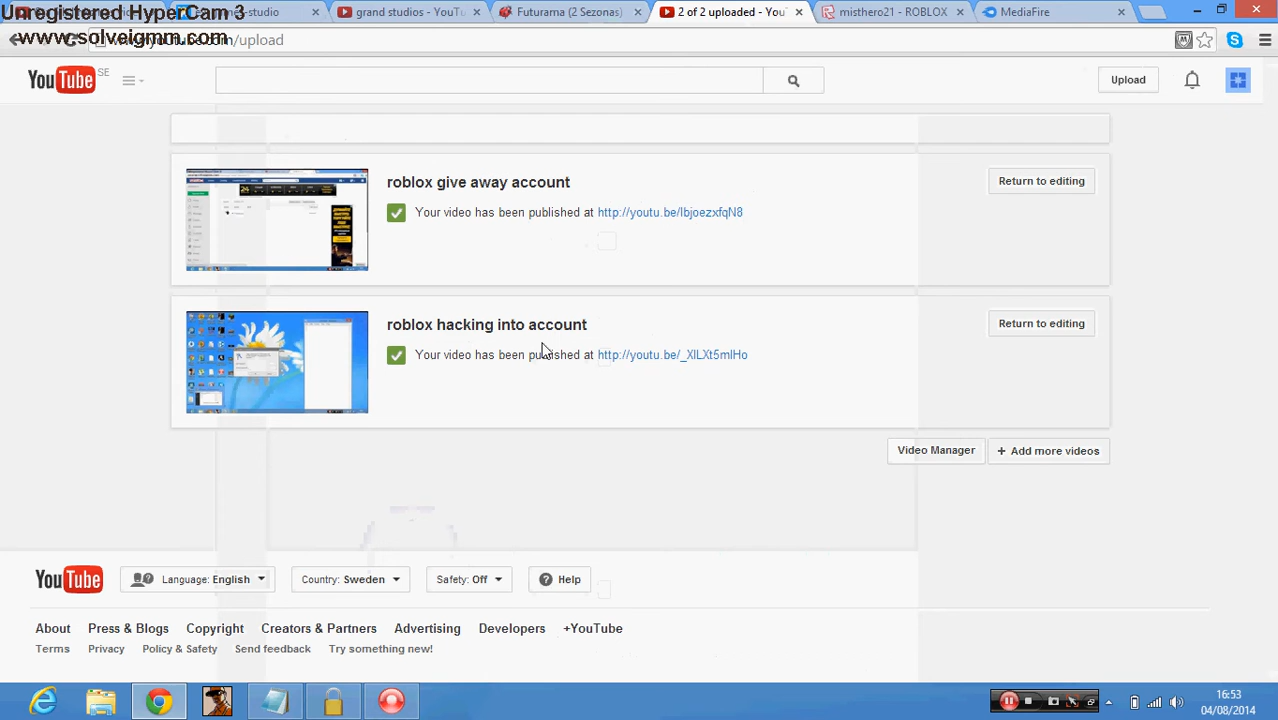 Unregistered HyperCam 3
www.solveigmm.com
-studio
grand studios - YouTu
Futurama (2 Sezonas)
2 of 2 uploaded - You
misthero21 - ROBLOX
MediaFire
/upload
YouTube SE
Upload
roblox give away account
Return to editing
Your video has been published at http://youtu.be/lbjoezxfqN8
roblox hacking into account
Return to editing
Your video has been published at http://youtu.be/_XlLXt5mlHo
Video Manager
+ Add more videos
YouTube
Language: English
Country: Sweden
Safety: Off
Help
About Press & Blogs Copyright Creators & Partners Advertising Developers +YouTube
Terms Privacy Policy & Safety Send feedback Try something new!
16:53
04/08/2014